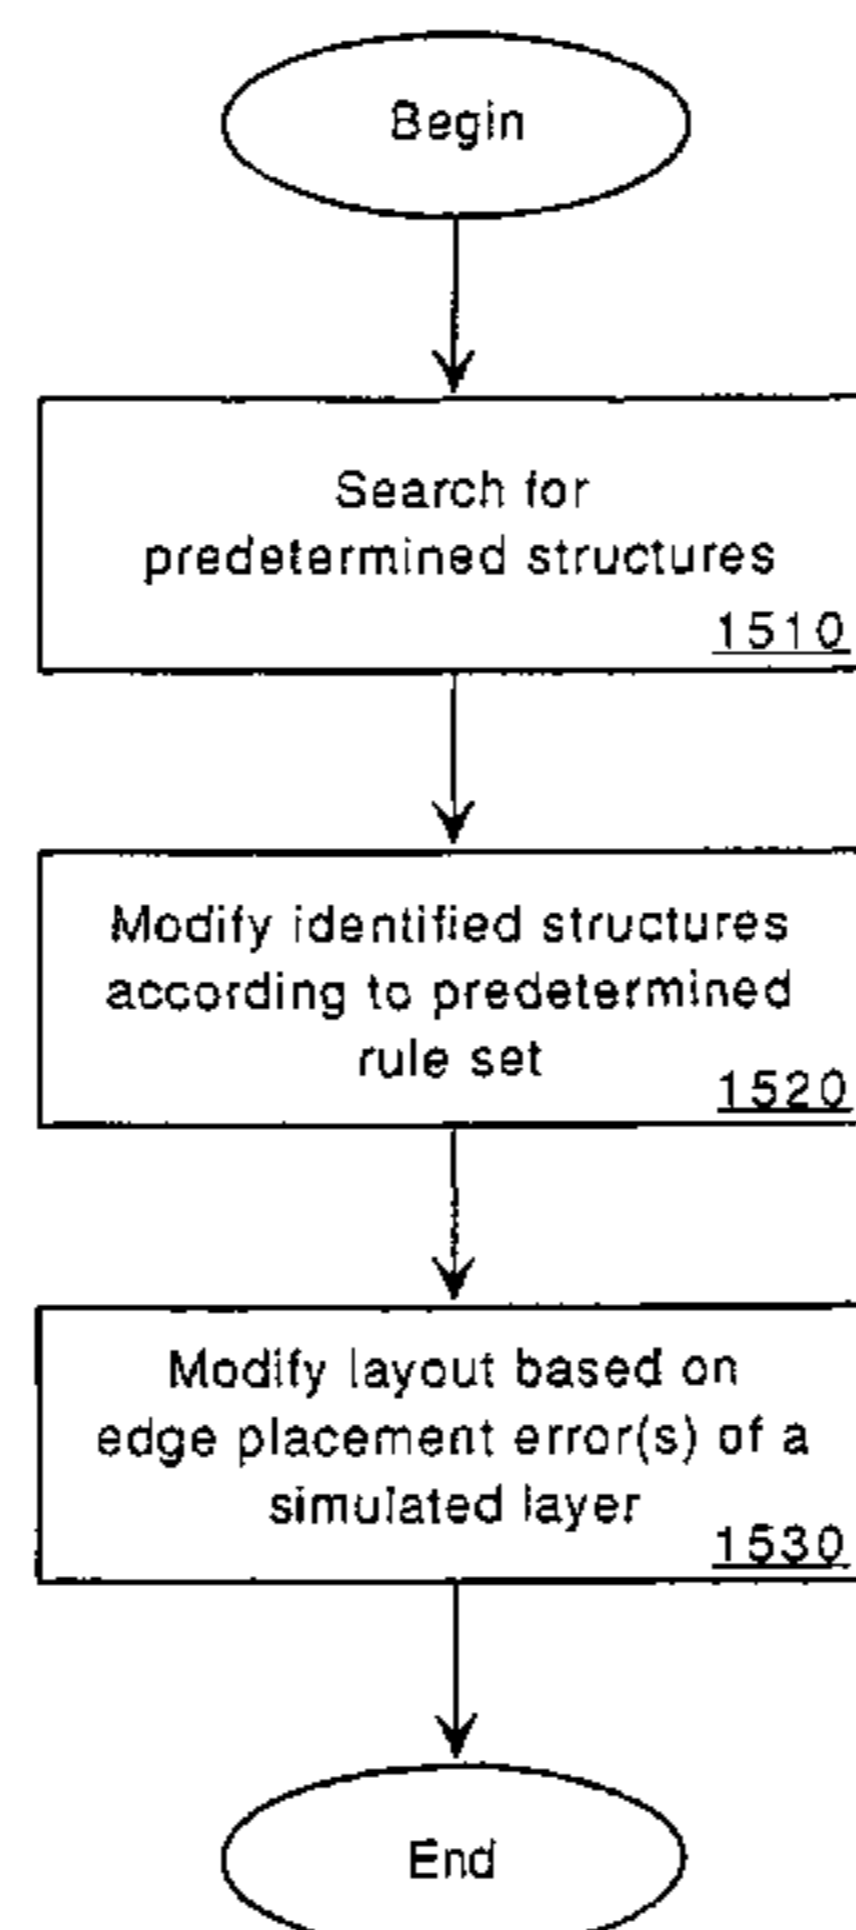 Begin
Search for
predetermined structures
1510
Modify identified structures
according to predetermined
rule set
1520
Modify layout based on
edge placement error(s) of a
simulated layer
1530
End